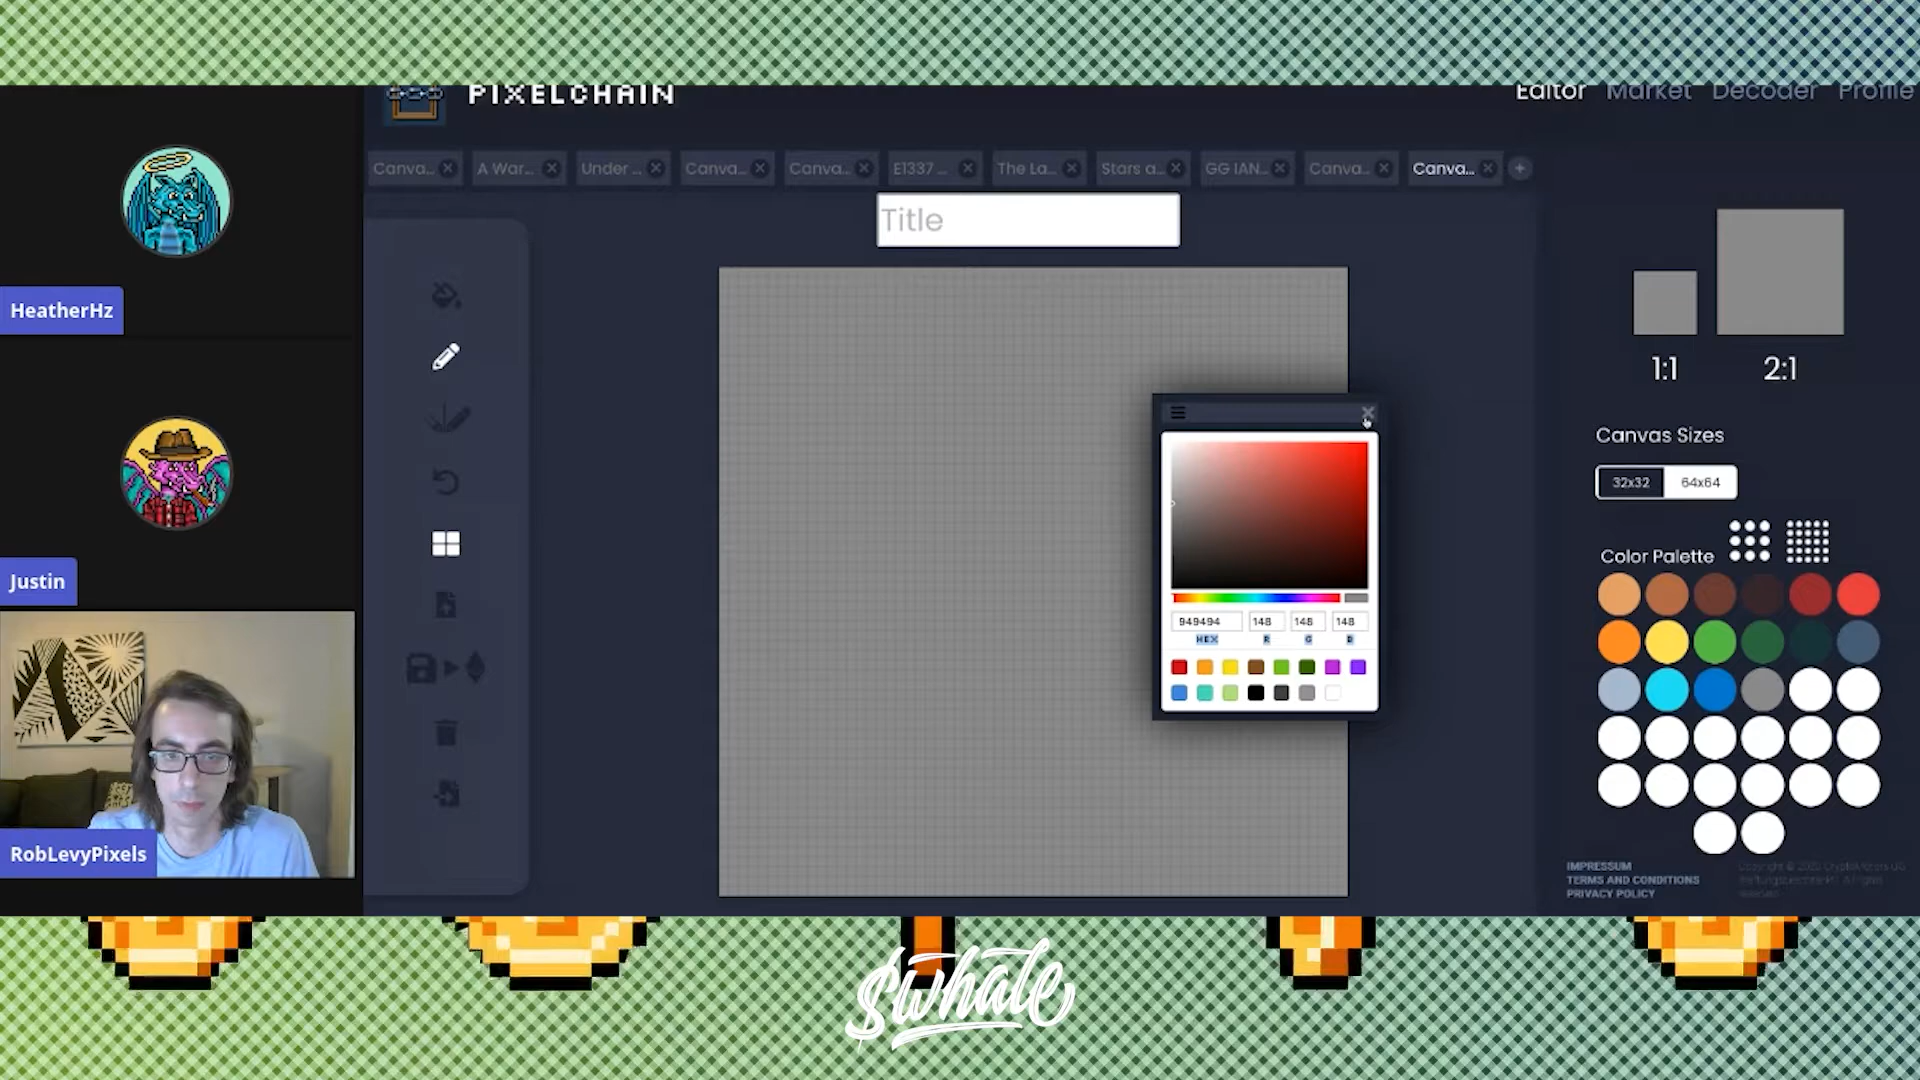 PIXELCHAIN
Editor Market Decoder Profile
Canva... A War... Under ... Canva... Canva... E1337 ... The La... Stars a... GG IAN... Canva... Canva...
Title
HeatherHz
Justin
RobLevyPixels
1:1 2:1
Canvas Sizes
32x32 64x64
Color Palette
949494 148 148 148
HEX R G B
IMPRESSUM
TERMS AND CONDITIONS
PRIVACY POLICY
$whale